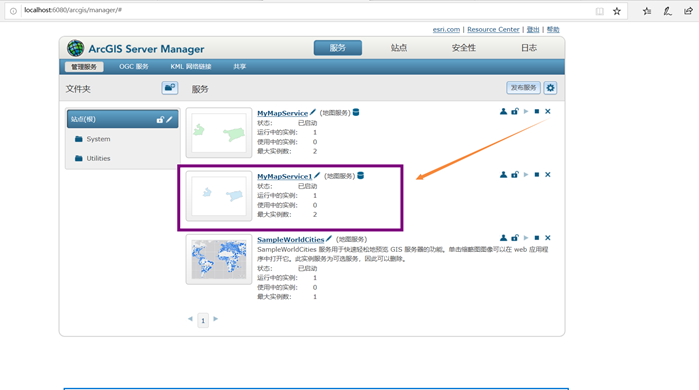 localhost:6080/arcgis/manager/#
esri.com | Resource Center | 登出 | 帮助
ArcGIS Server Manager
服务 站点 安全性 日志
管理服务 OGC 服务 KML 网络链接 共享
文件夹 服务 发布服务
站点(根)
System
Utilities
MyMapService (地图服务)
状态: 已启动
运行中的实例: 1
使用中的实例: 0
最大实例数: 2
MyMapService1 (地图服务)
状态: 已启动
运行中的实例: 1
使用中的实例: 0
最大实例数: 2
SampleWorldCities (地图服务)
SampleWorldCities 服务用于快速轻松地预览 GIS 服务器的功能。单击缩略图图像可以在 web 应用程
序中打开它。此实例服务为可选服务，因此可以删除。
状态: 已启动
运行中的实例: 1
使用中的实例: 0
最大实例数: 1
1